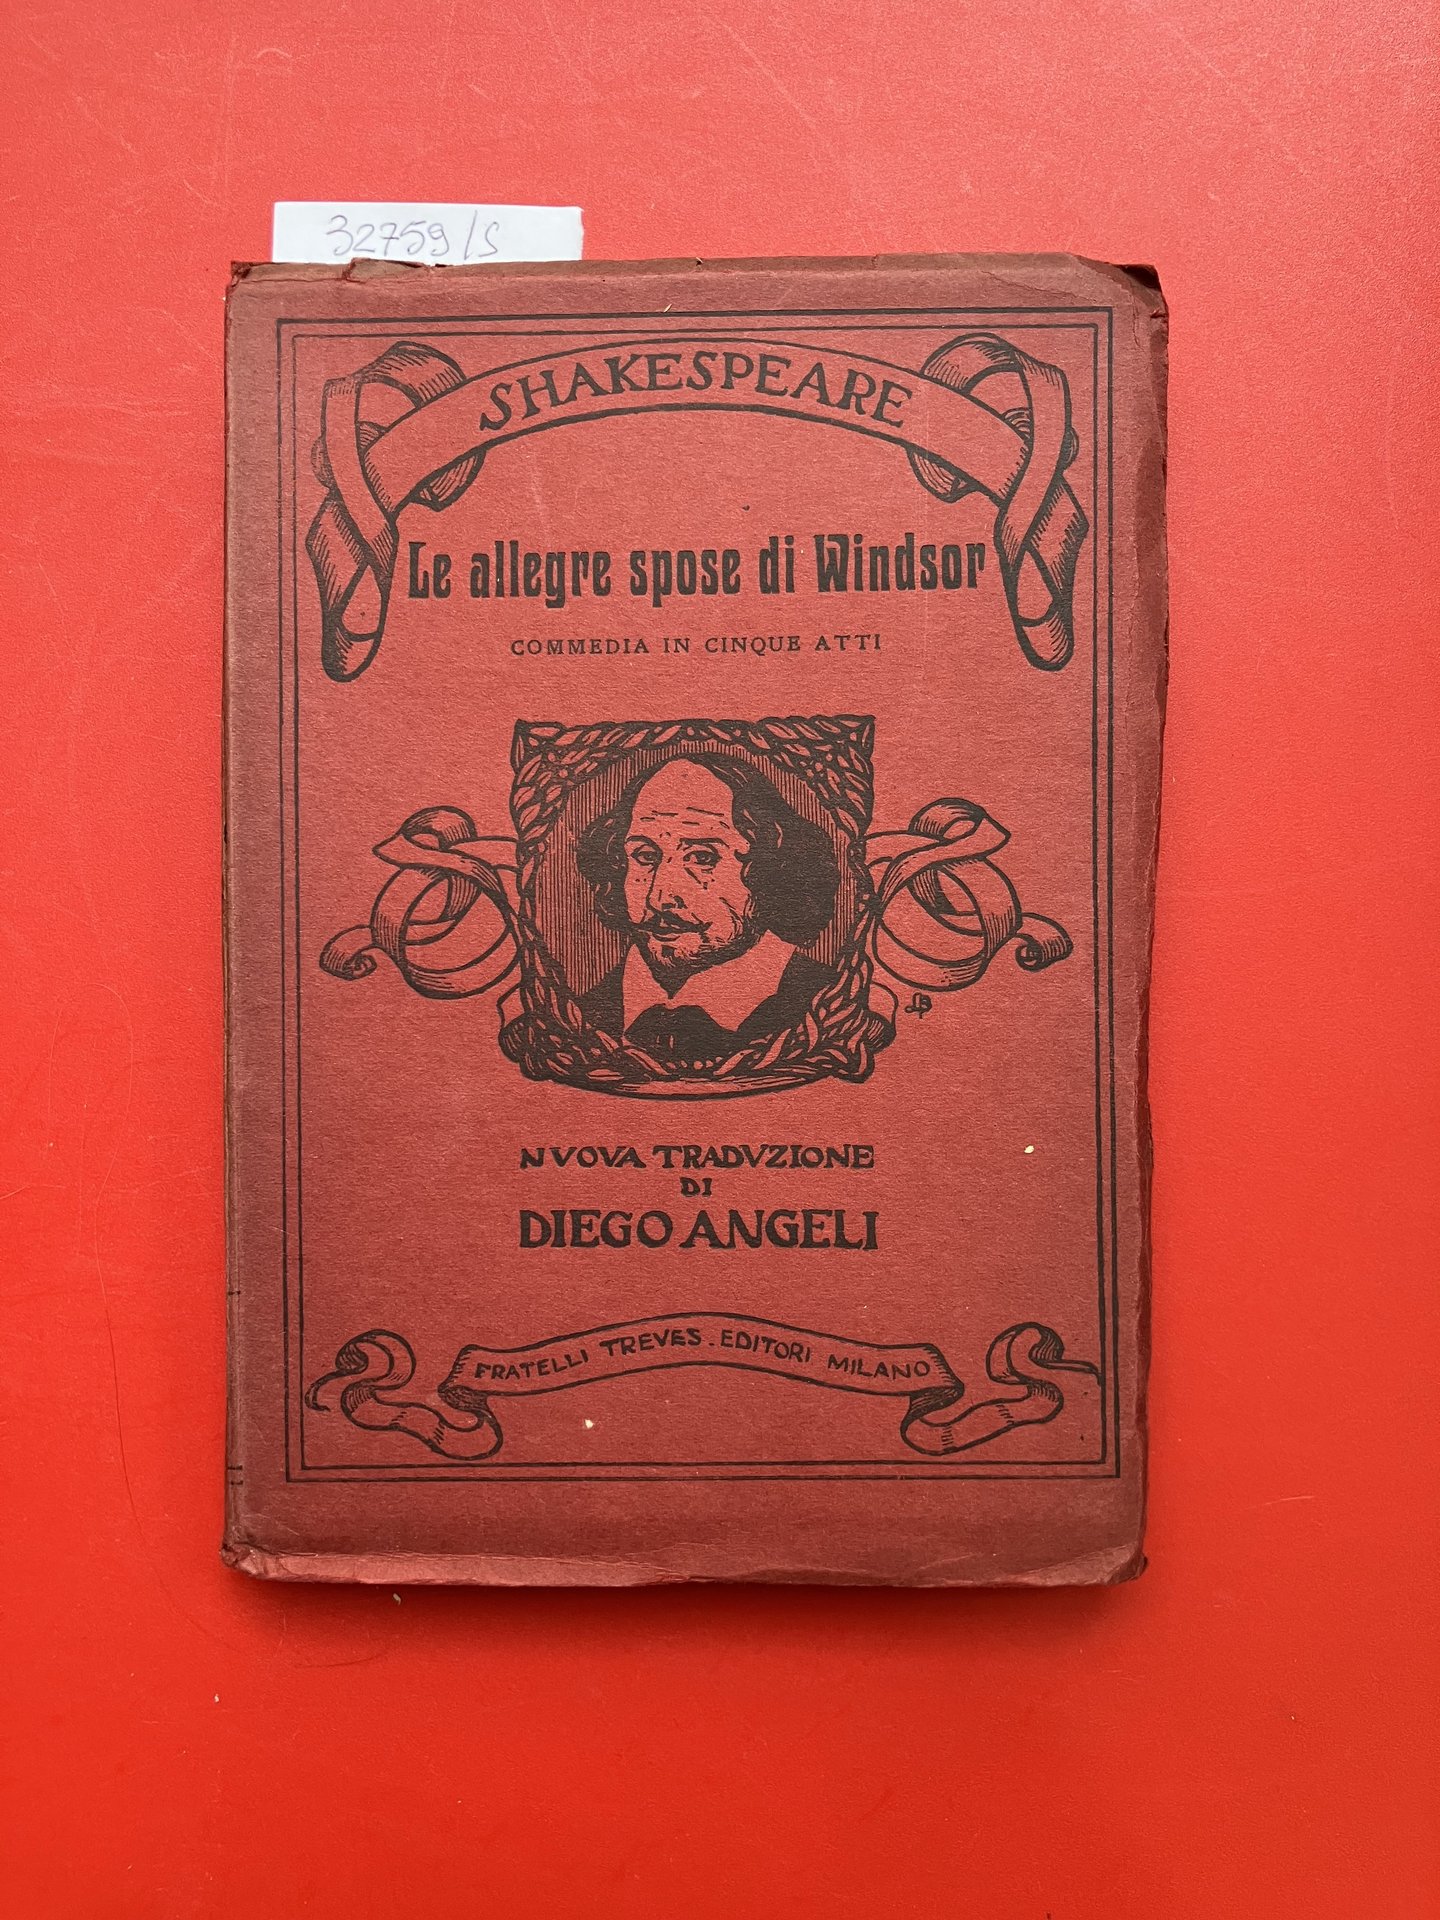 32759/S
SHAKESPEARE
Le allegre spose di Windsor
COMMEDIA IN CINQUE ATTI
NVOVA TRADVZIONE
DI
DIEGO ANGELI
FRATELLI TREVES - EDITORI MILANO